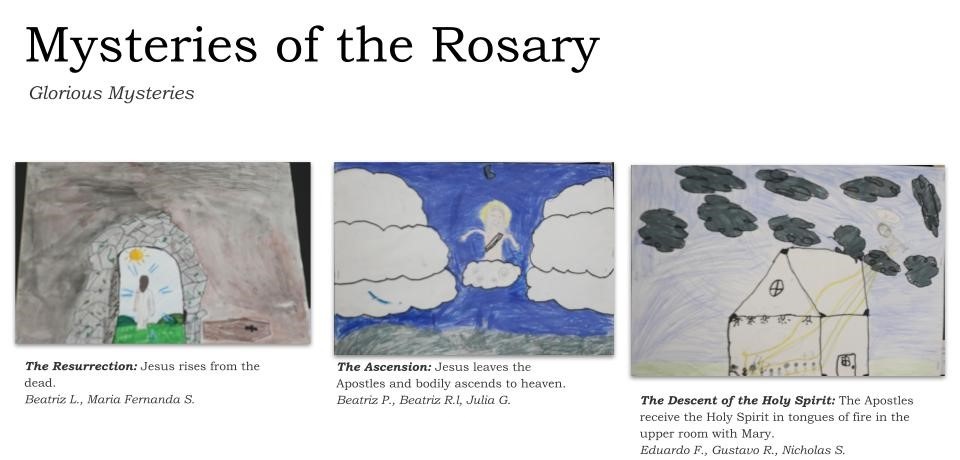 Mysteries of the Rosary
Glorious Mysteries
The Resurrection: Jesus rises from the
dead.
Beatriz L., Maria Fernanda S.
The Ascension: Jesus leaves the
Apostles and bodily ascends to heaven.
Beatriz P., Beatriz R.l, Julia G.
The Descent of the Holy Spirit: The Apostles
receive the Holy Spirit in tongues of fire in the
upper room with Mary.
Eduardo F., Gustavo R., Nicholas S.